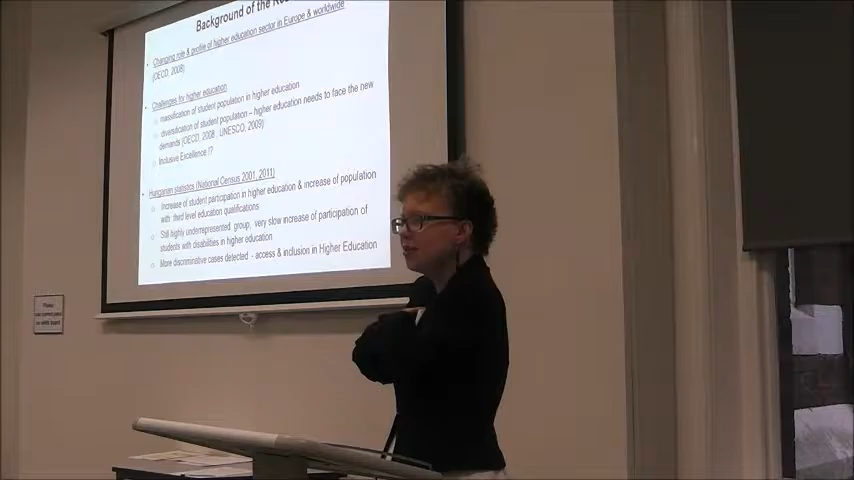 Background of the
• Changing role & profile of higher education sector in Europe & worldwide
(OECD, 2008)
• Challenges for higher education
massification of student population in higher education
diversification of student population – higher education needs to face the new
demands (OECD, 2008, UNESCO, 2009)
Inclusive Excellence !?
• Hungarian statistics (National Census 2001, 2011)
Increase of student participation in higher education & increase of population
with third level education qualifications
Still highly underrepresented group, very slow increase of participation of
students with disabilities in higher education
More discriminative cases detected - access & inclusion in Higher Education
Please